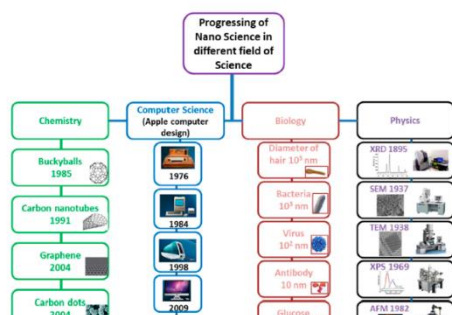 Progressing of
Nano Science in
different field of
Science
Chemistry
Buckyballs
1985
Carbon nanotubes
1991
Graphene
2004
Carbon dots
2004
Computer Science
(Apple computer
design)
1976
1984
1998
2009
Biology
Diameter of
hair 10⁵ nm
Bacteria
10³ nm
Virus
10² nm
Antibody
10 nm
Glucose
Physics
XRD 1895
SEM 1937
TEM 1938
XPS 1969
AFM 1982